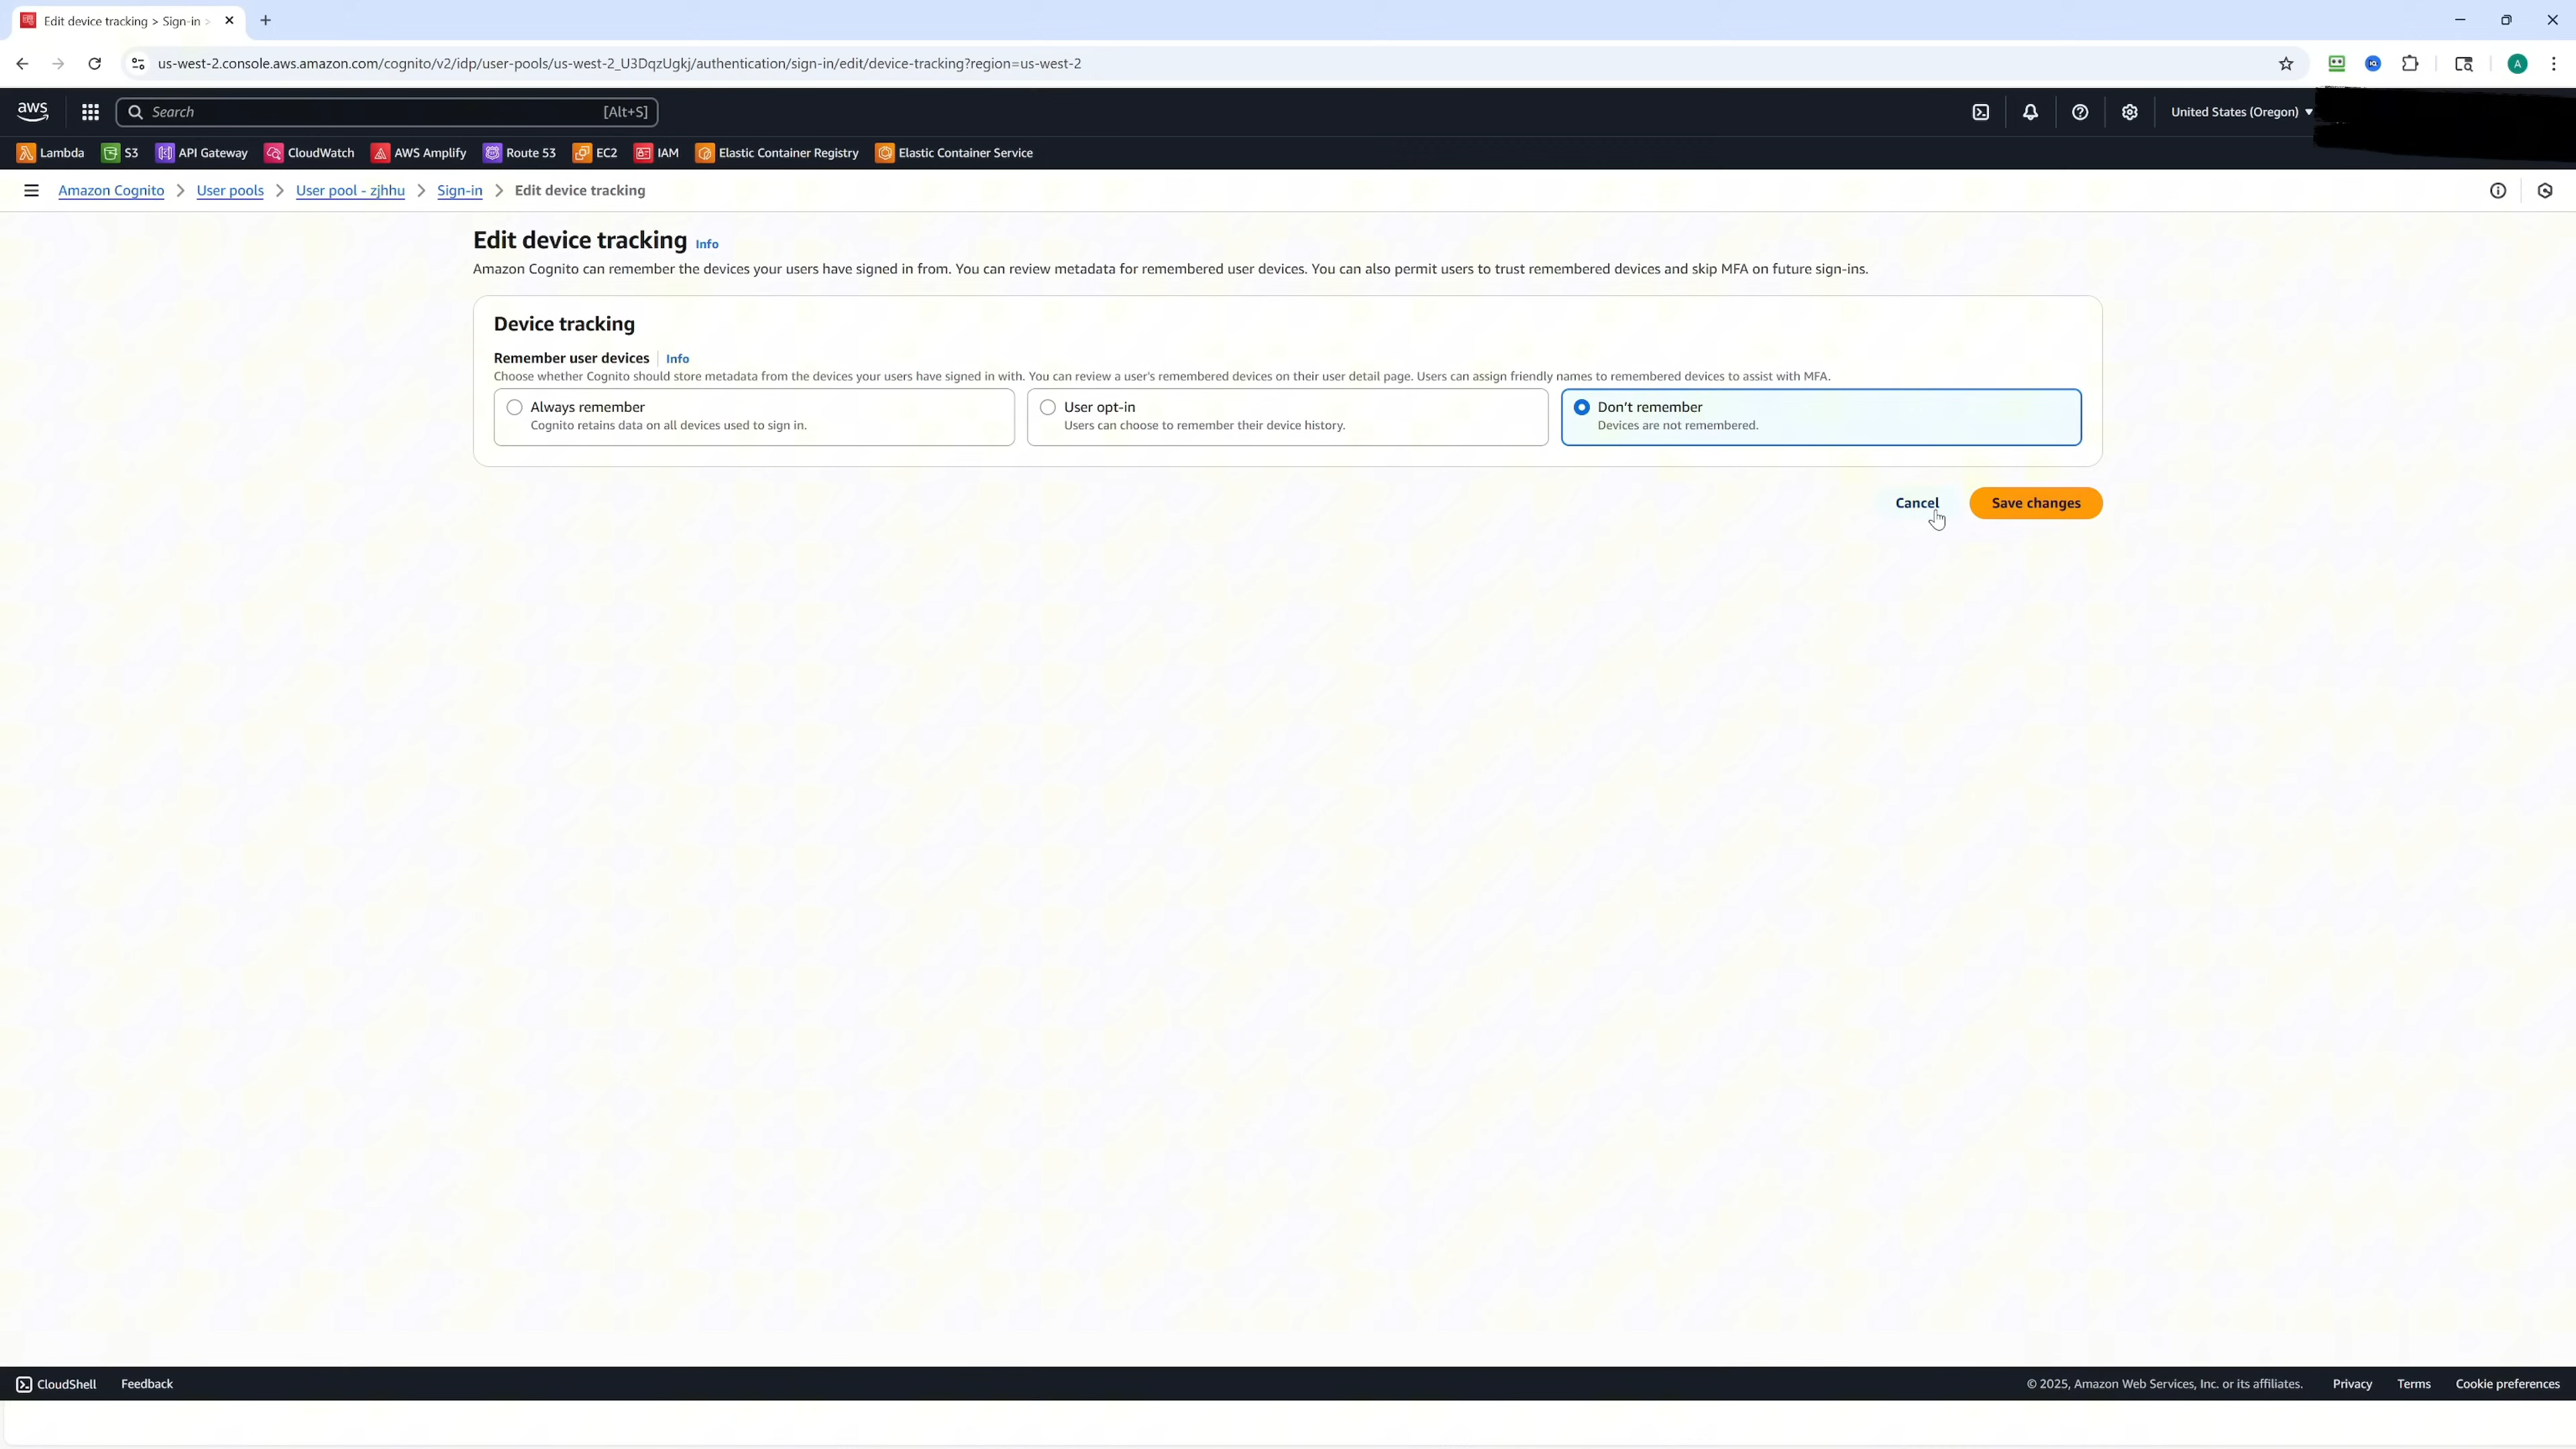 Edit device tracking > Sign-in >
us-west-2.console.aws.amazon.com/cognito/v2/idp/user-pools/us-west-2_U3DqzUgkj/authentication/sign-in/edit/device-tracking?region=us-west-2
A
aws
Search [Alt+S]
United States (Oregon)
Lambda S3 API Gateway CloudWatch AWS Amplify Route 53 EC2 IAM Elastic Container Registry Elastic Container Service
Amazon Cognito > User pools > User pool - zjhhu > Sign-in > Edit device tracking
Edit device tracking Info
Amazon Cognito can remember the devices your users have signed in from. You can review metadata for remembered user devices. You can also permit users to trust remembered devices and skip MFA on future sign-ins.
Device tracking
Remember user devices | Info
Choose whether Cognito should store metadata from the devices your users have signed in with. You can review a user's remembered devices on their user detail page. Users can assign friendly names to remembered devices to assist with MFA.
Always remember
Cognito retains data on all devices used to sign in.
User opt-in
Users can choose to remember their device history.
Don't remember
Devices are not remembered.
Cancel Save changes
CloudShell Feedback
© 2025, Amazon Web Services, Inc. or its affiliates. Privacy Terms Cookie preferences